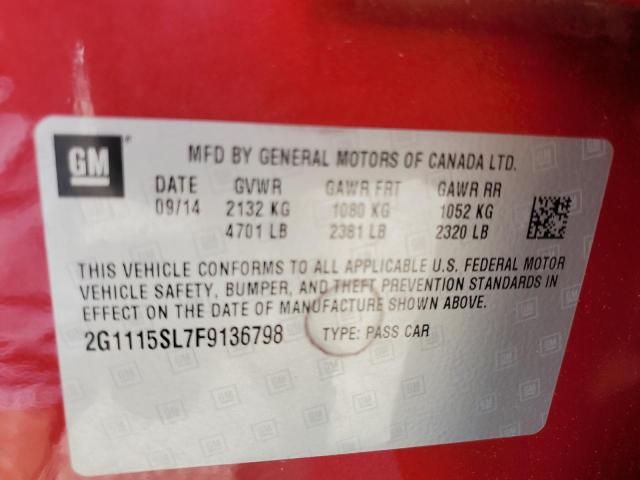 GM
MFD BY GENERAL MOTORS OF CANADA LTD.
DATE GVWR GAWR FRT GAWR RR
09/14 2132 KG 1080 KG 1052 KG
4701 LB 2381 LB 2320 LB
THIS VEHICLE CONFORMS TO ALL APPLICABLE U.S. FEDERAL MOTOR
VEHICLE SAFETY, BUMPER, AND THEFT PREVENTION STANDARDS IN
EFFECT ON THE DATE OF MANUFACTURE SHOWN ABOVE.
2G1115SL7F9136798 TYPE: PASS CAR